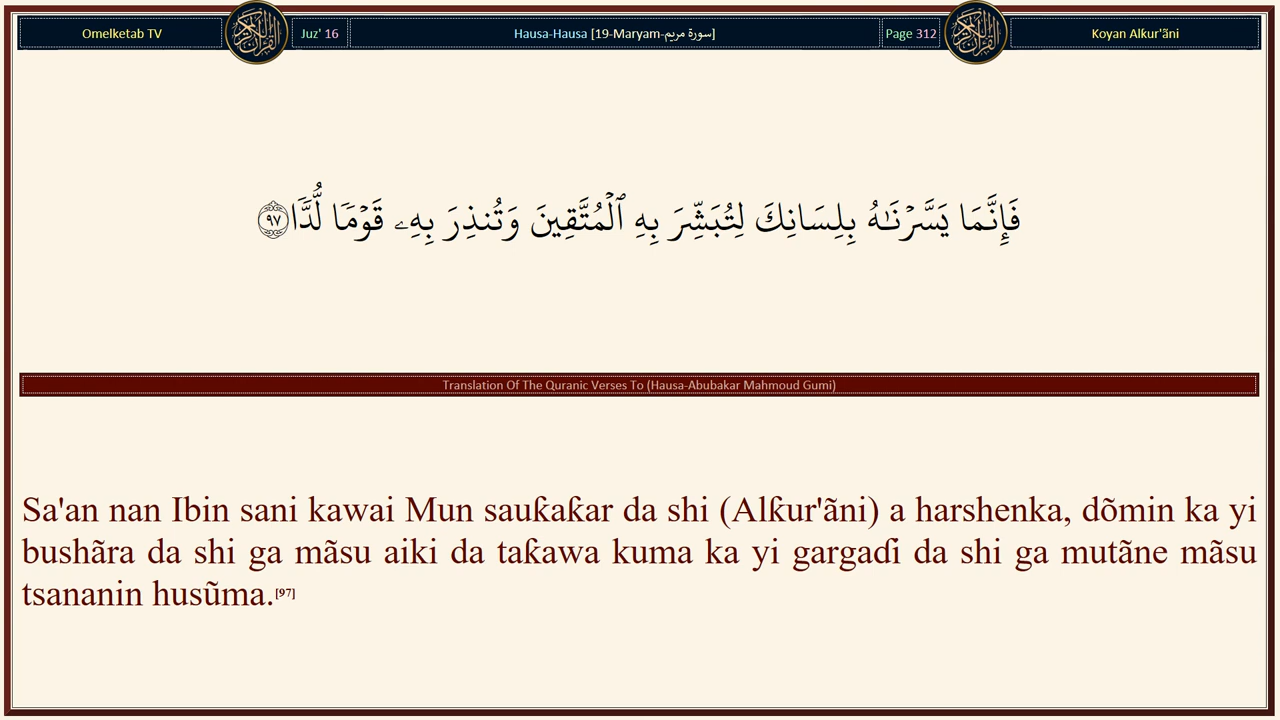 Omelketab TV
Juz' 16
Hausa-Hausa [19-Maryam-سورة مريم]
Page 312
Koyan Alƙur'ãni
فَإِنَّمَا يَسَّرۡنَٰهُ بِلِسَانِكَ لِتُبَشِّرَ بِهِ ٱلۡمُتَّقِينَ وَتُنذِرَ بِهِۦ قَوۡمٗا لُّدّٗا ٩٧
Translation Of The Quranic Verses To (Hausa-Abubakar Mahmoud Gumi)
Sa'an nan Ibin sani kawai Mun sauƙaƙar da shi (Alƙur'ãni) a harshenka, dõmin ka yi
bushãra da shi ga mãsu aiki da taƙawa kuma ka yi gargaɗi da shi ga mutãne mãsu
tsananin husũma.[97]